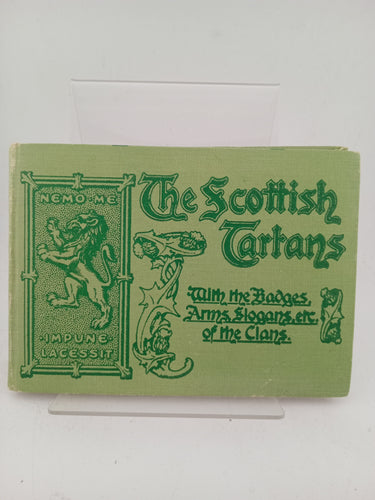 NEMO ME
IMPUNE
LACESSIT
The Scottish
Tartans
With the Badges,
Arms, Slogans, etc.
of the Clans.